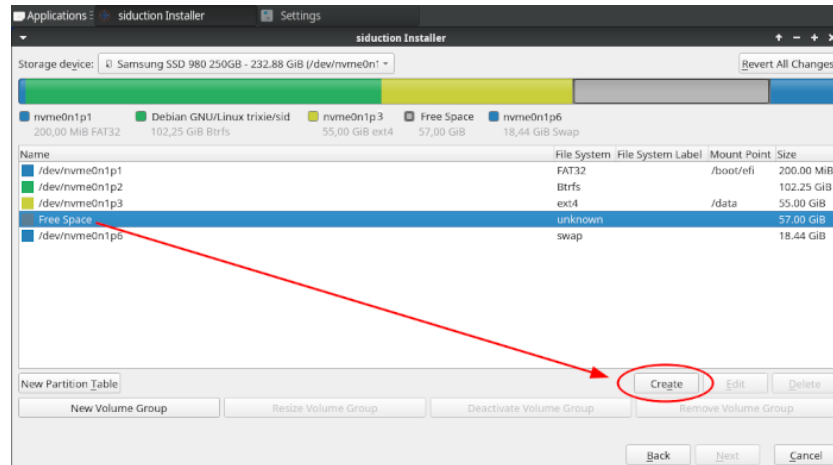 Applications siduction Installer Settings
siduction Installer
Storage device: Samsung SSD 980 250GB - 232.88 GiB (/dev/nvme0n1 Revert All Changes
nvme0n1p1 Debian GNU/Linux trixie/sid nvme0n1p3 Free Space nvme0n1p6
200,00 MiB FAT32 102,25 GiB Btrfs 55,00 GiB ext4 57,00 GiB 18,44 GiB Swap
Name File System File System Label Mount Point Size
/dev/nvme0n1p1 FAT32 /boot/efi 200.00 MiB
/dev/nvme0n1p2 Btrfs 102.25 GiB
/dev/nvme0n1p3 ext4 /data 55.00 GiB
Free Space unknown 57.00 GiB
/dev/nvme0n1p6 swap 18.44 GiB
New Partition Table Create Edit Delete
New Volume Group Resize Volume Group Deactivate Volume Group Remove Volume Group
Back Next Cancel